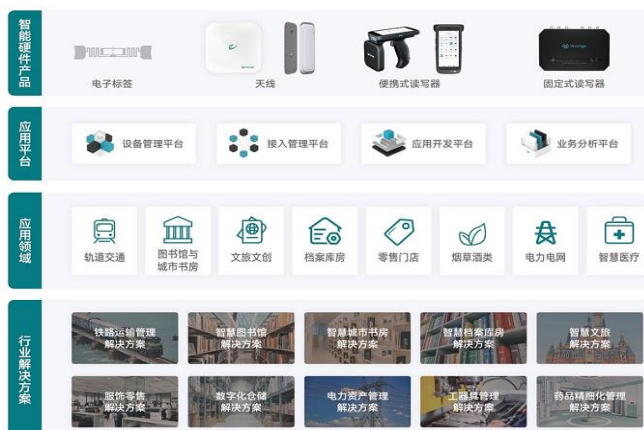 智能硬件产品
电子标签
天线
便携式读写器
固定式读写器
应用平台
设备管理平台
接入管理平台
应用开发平台
业务分析平台
应用领域
轨道交通
图书馆与
城市书房
文旅文创
档案库房
零售门店
烟草酒类
电力电网
智慧医疗
行业解决方案
铁路运输管理
解决方案
智慧图书馆
解决方案
智慧城市书房
解决方案
智慧档案库房
解决方案
智慧文旅
解决方案
服饰零售
解决方案
数字化仓储
解决方案
电力资产管理
解决方案
工器具管理
解决方案
药品精细化管理
解决方案